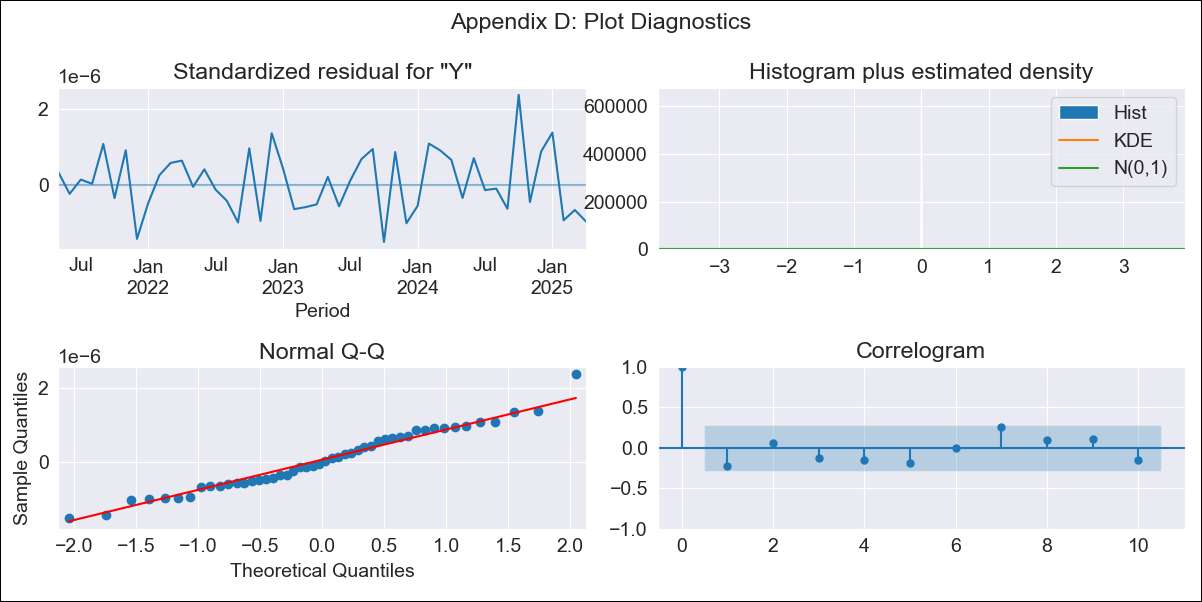 Appendix D: Plot Diagnostics
Standardized residual for "Y"
1e−6
2
0
Jul
Jan
2022
Jul
Jan
2023
Jul
Jan
2024
Jul
Jan
2025
Period
Histogram plus estimated density
600000
400000
200000
0
Hist
KDE
N(0,1)
−3
−2
−1
0
1
2
3
Normal Q-Q
1e−6
2
0
Sample Quantiles
−2.0
−1.5
−1.0
−0.5
0.0
0.5
1.0
1.5
2.0
Theoretical Quantiles
Correlogram
1.0
0.5
0.0
−0.5
−1.0
0
2
4
6
8
10